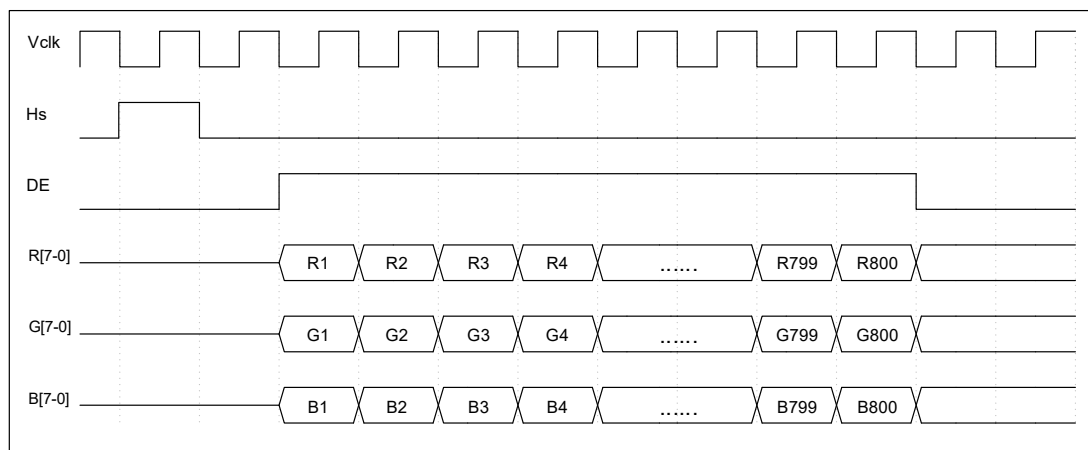 Vclk
Hs
DE
R[7-0] R1 R2 R3 R4 ...... R799 R800
G[7-0] G1 G2 G3 G4 ...... G799 G800
B[7-0] B1 B2 B3 B4 ...... B799 B800